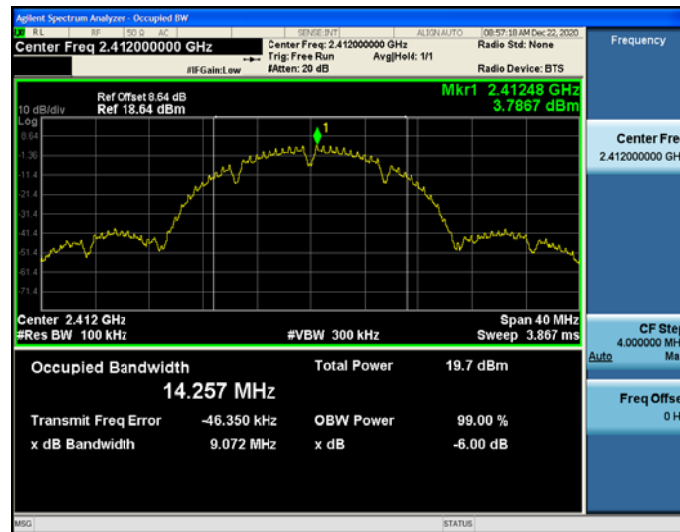 Agilent Spectrum Analyzer - Occupied BW
RL RF 50 Ω AC SENSE:INT ALIGN AUTO 08:57:18 AM Dec 22, 2020
Center Freq 2.412000000 GHz
Center Freq: 2.412000000 GHz
Radio Std: None
Trig: Free Run Avg|Hold: 1/1
#IFGain:Low #Atten: 20 dB
Radio Device: BTS
Frequency
Mkr1 2.41248 GHz
3.7867 dBm
Ref Offset 8.64 dB
10 dB/div Ref 18.64 dBm
Log
8.64
1
-1.36
-11.4
-21.4
-31.4
-41.4
-51.4
-61.4
-71.4
Center Fre
2.412000000 GH
Center 2.412 GHz Span 40 MHz
#Res BW 100 kHz #VBW 300 kHz Sweep 3.867 ms
CF Step
4.000000 MH
Auto Ma
Occupied Bandwidth Total Power 19.7 dBm
14.257 MHz
Transmit Freq Error -46.350 kHz OBW Power 99.00 %
x dB Bandwidth 9.072 MHz x dB -6.00 dB
Freq Offse
0 H
MSG STATUS